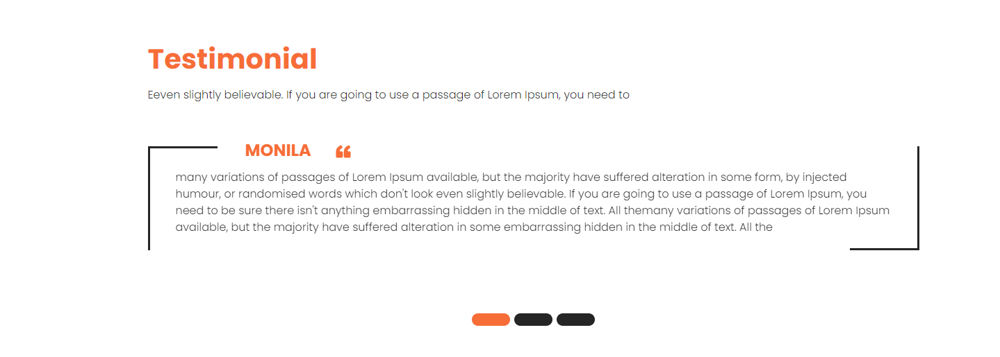 Testimonial
Eeven slightly believable. If you are going to use a passage of Lorem Ipsum, you need to
MONILA ❝
many variations of passages of Lorem Ipsum available, but the majority have suffered alteration in some form, by injected
humour, or randomised words which don't look even slightly believable. If you are going to use a passage of Lorem Ipsum, you
need to be sure there isn't anything embarrassing hidden in the middle of text. All themany variations of passages of Lorem Ipsum
available, but the majority have suffered alteration in some embarrassing hidden in the middle of text. All the